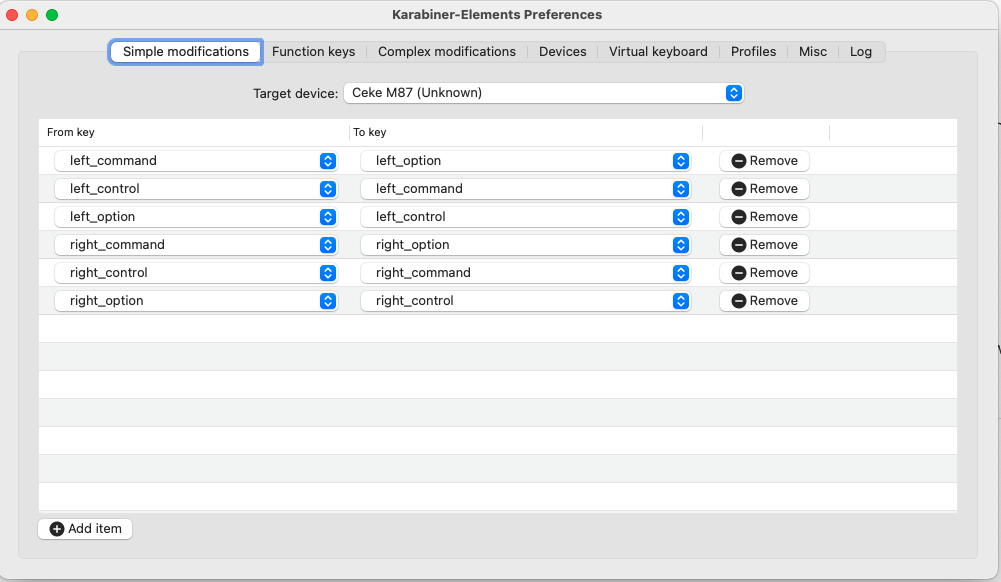 Karabiner-Elements Preferences
Simple modifications Function keys Complex modifications Devices Virtual keyboard Profiles Misc Log
Target device: Ceke M87 (Unknown)
From key To key
left_command left_option Remove
left_control left_command Remove
left_option left_control Remove
right_command right_option Remove
right_control right_command Remove
right_option right_control Remove
Add item